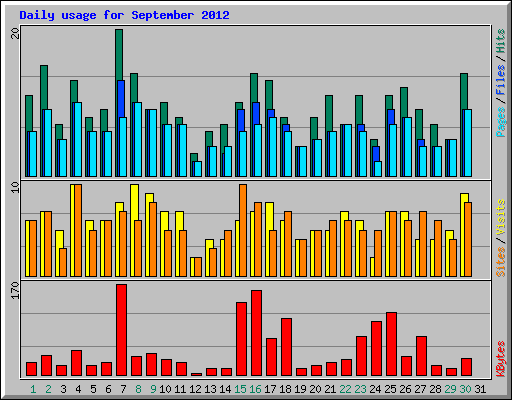 Daily usage for September 2012
20
Pages / Files / Hits
10
Sites / Visits
170
KBytes
1 2 3 4 5 6 7 8 9 10 11 12 13 14 15 16 17 18 19 20 21 22 23 24 25 26 27 28 29 30 31